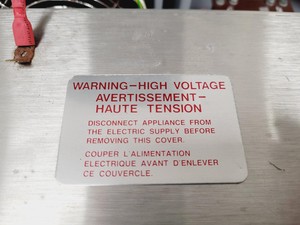 WARNING–HIGH VOLTAGE
AVERTISSEMENT–
HAUTE TENSION
DISCONNECT APPLIANCE FROM
THE ELECTRIC SUPPLY BEFORE
REMOVING THIS COVER.
COUPER L'ALIMENTATION
ELECTRIQUE AVANT D'ENLEVER
CE COUVERCLE.